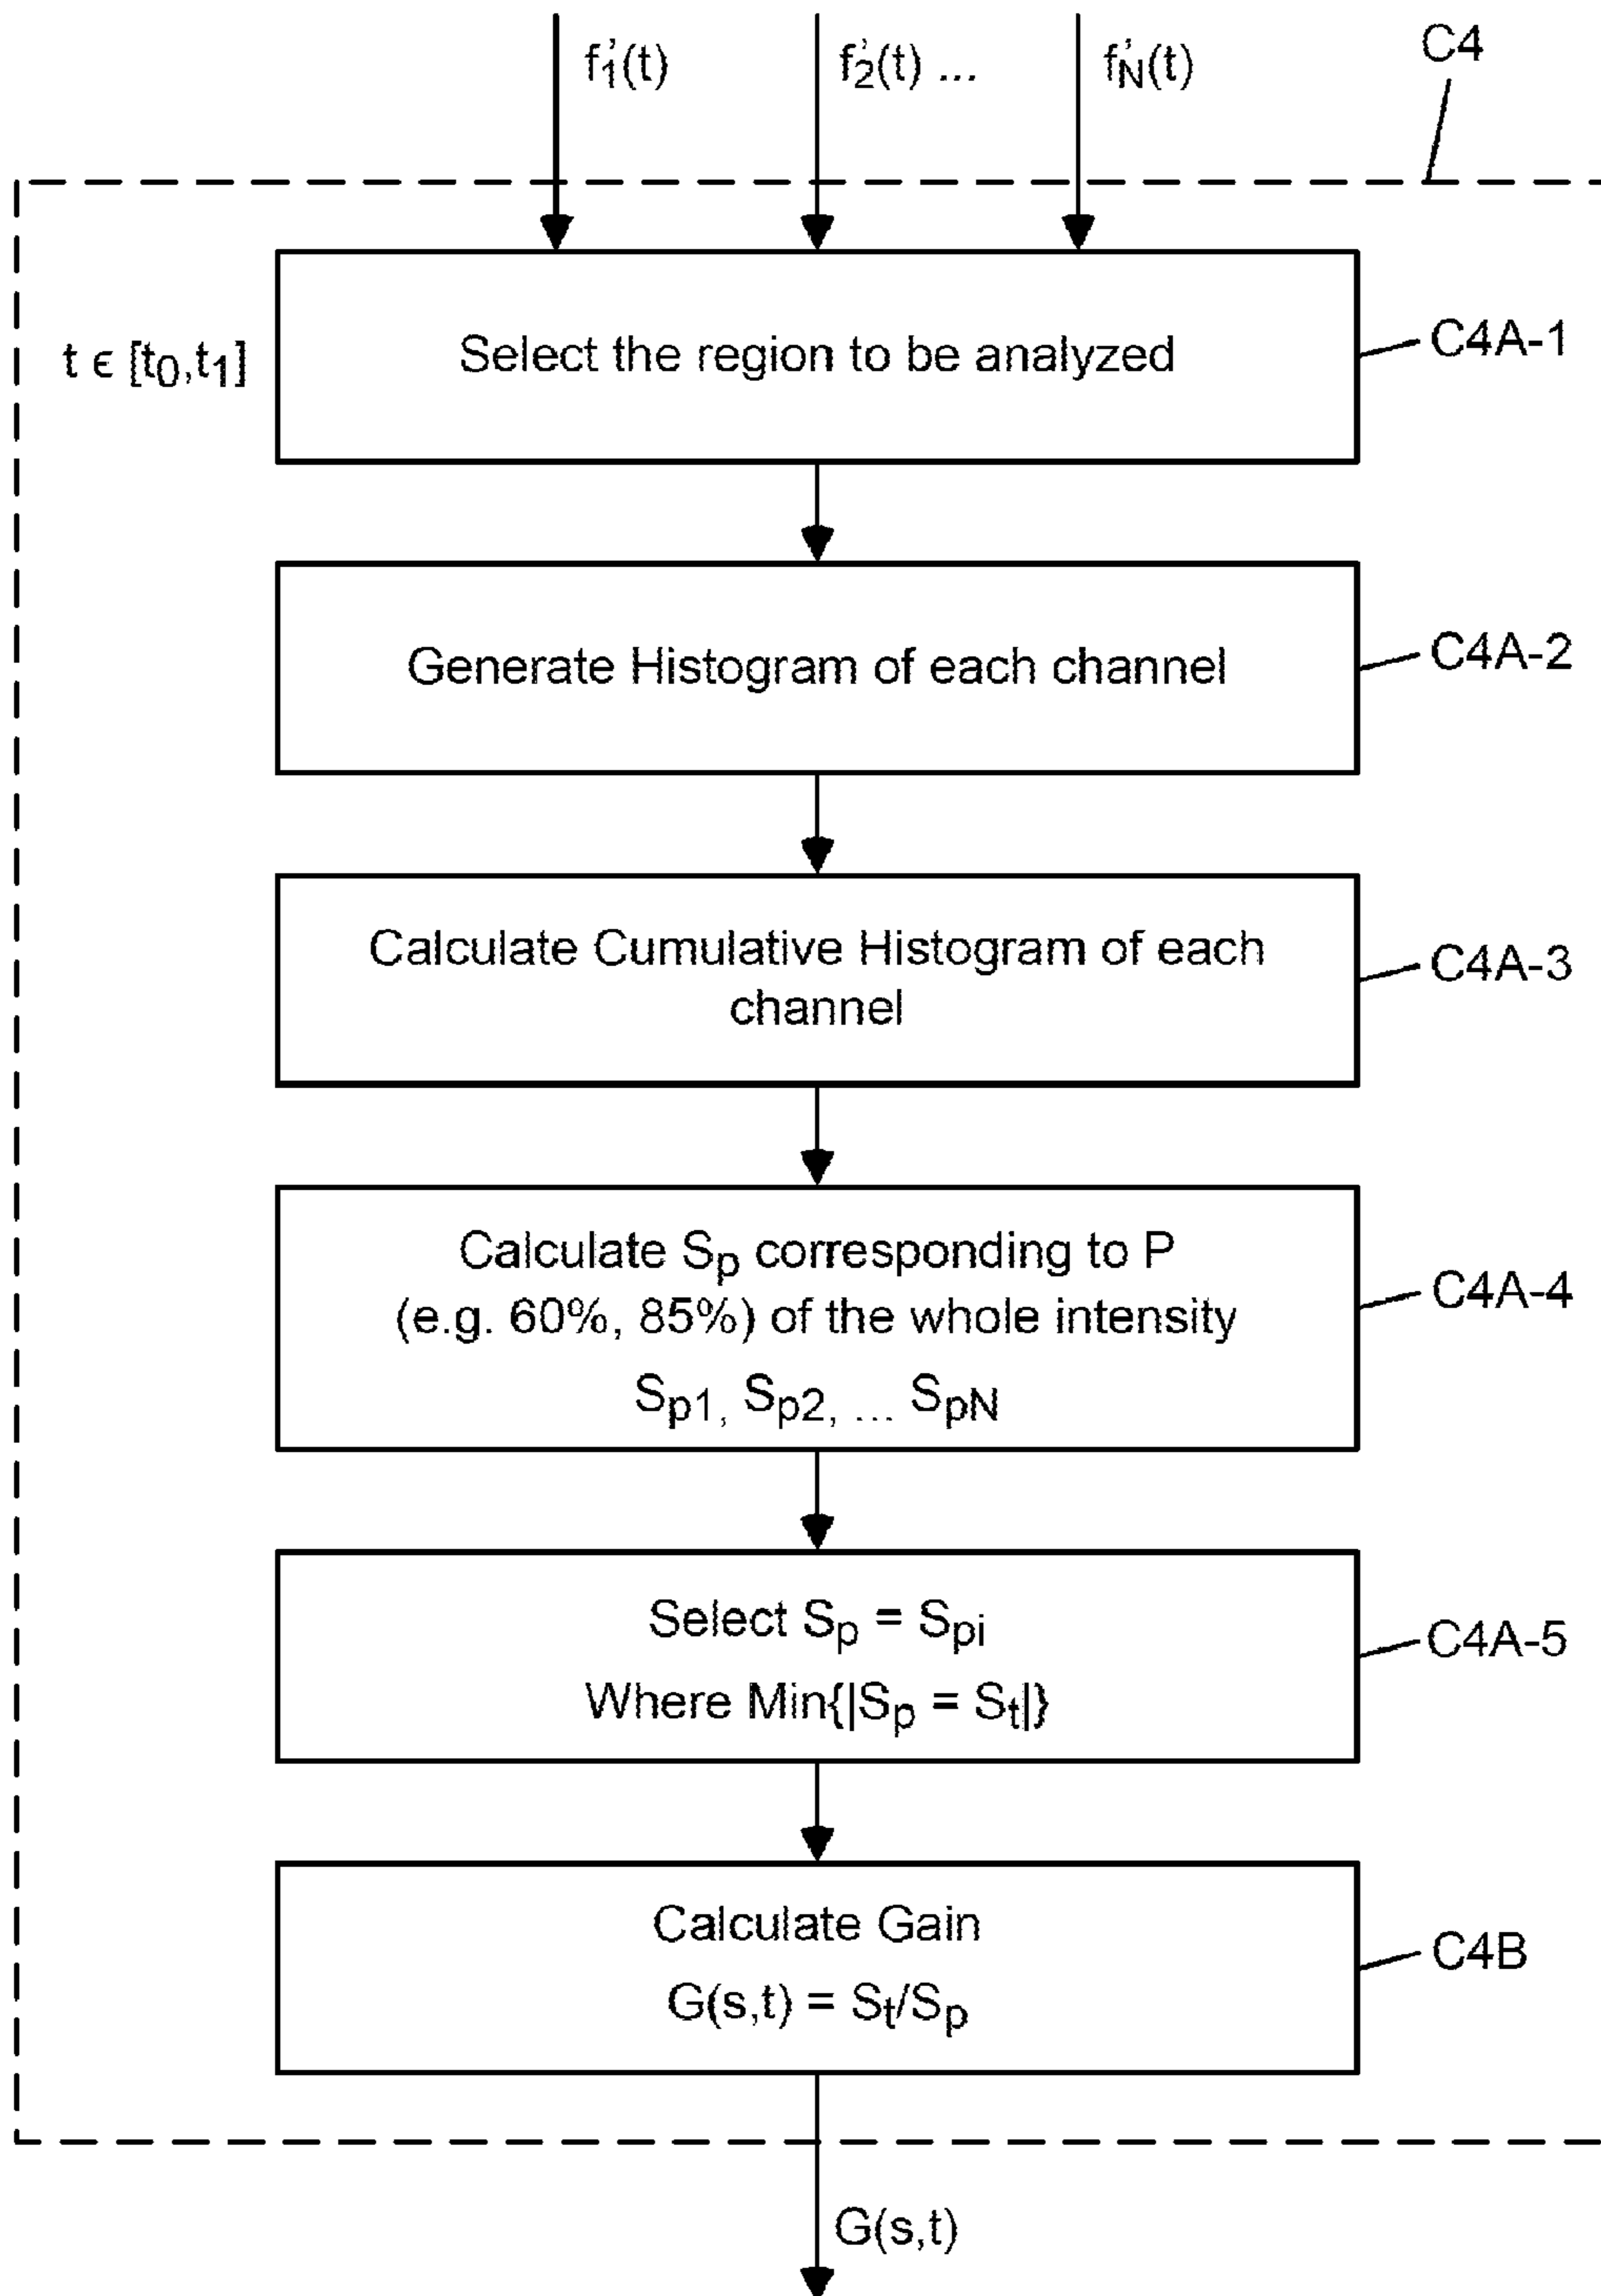 f'1(t)
f'2(t) ...
f'N(t)
C4
t ϵ [t0,t1]
Select the region to be analyzed
C4A-1
Generate Histogram of each channel
C4A-2
Calculate Cumulative Histogram of each
channel
C4A-3
Calculate Sp corresponding to P
(e.g. 60%, 85%) of the whole intensity
Sp1, Sp2, ... SpN
C4A-4
Select Sp = Spi
Where Min{|Sp = St|}
C4A-5
Calculate Gain
G(s,t) = St/Sp
C4B
G(s,t)